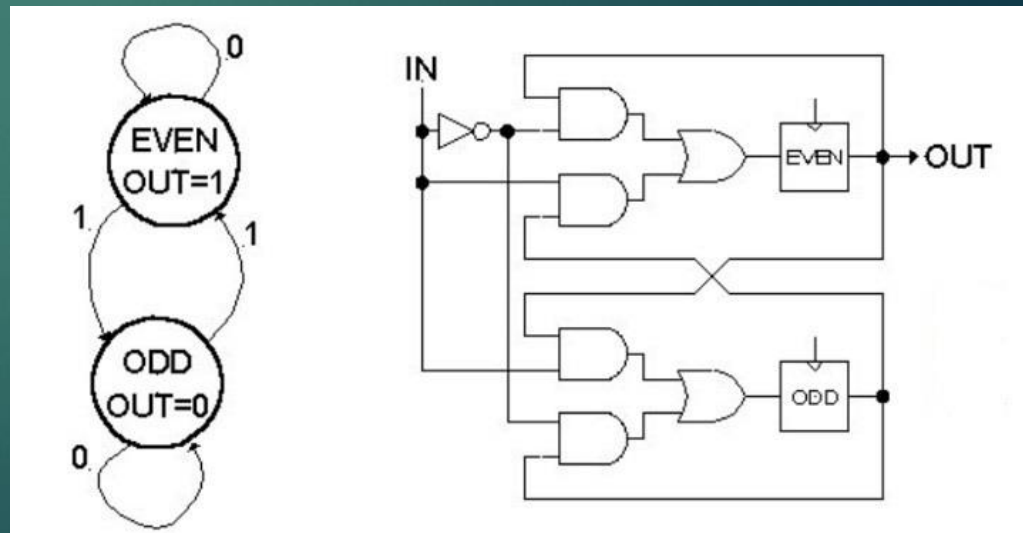 0
EVEN
OUT=1
1
1
ODD
OUT=0
0
IN
EVEN
OUT
ODD